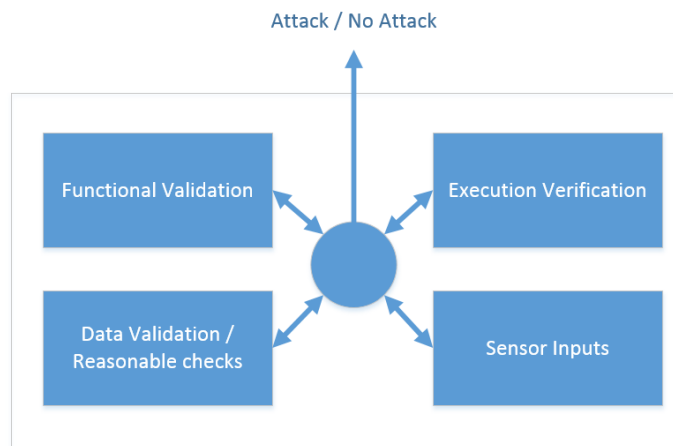 Attack / No Attack
Functional Validation
Execution Verification
Data Validation /
Reasonable checks
Sensor Inputs